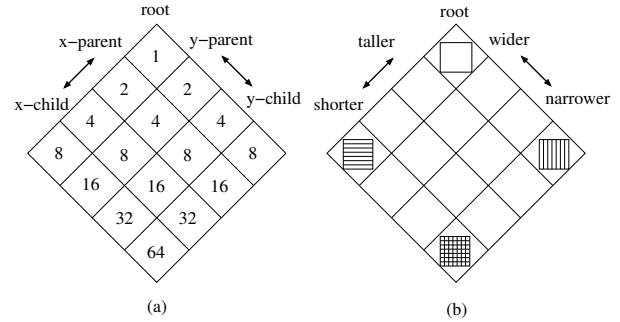 root
x−parent
y−parent
x−child
y−child
1
2 2
4 4 4
8 8 8 8
16 16 16
32 32
64
(a)
root
taller
wider
shorter
narrower
(b)